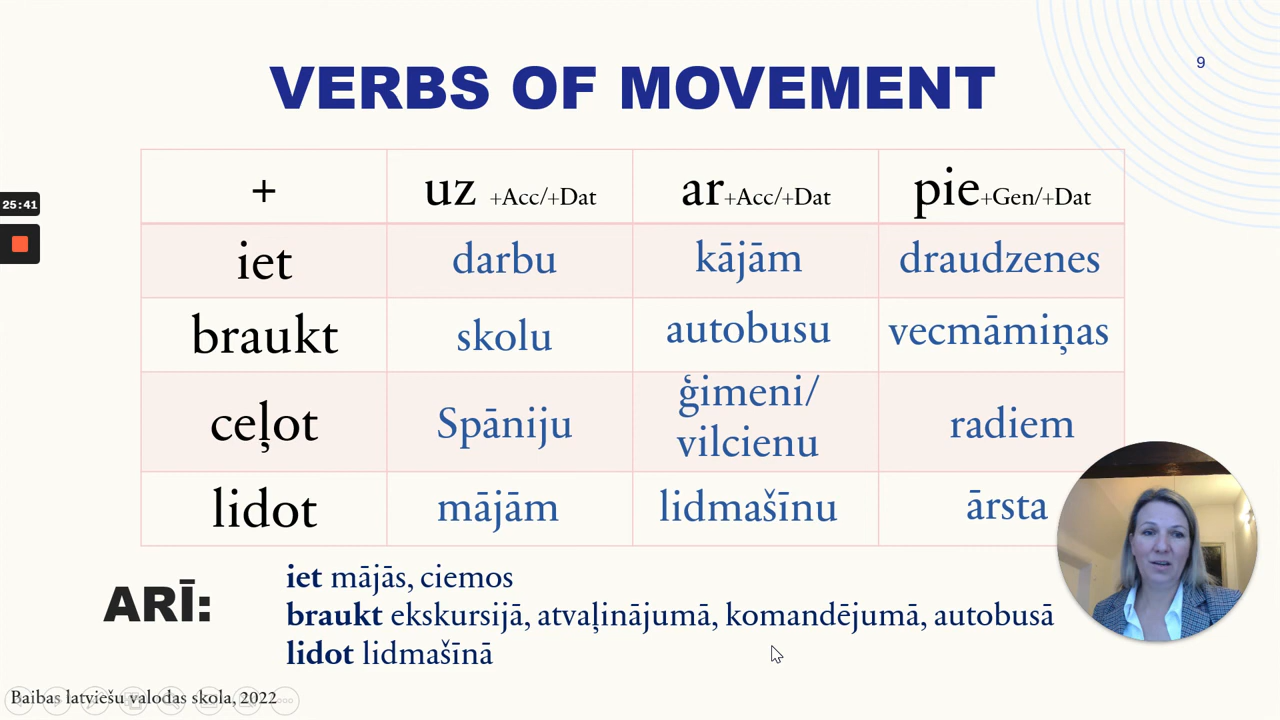 9
VERBS OF MOVEMENT
+ uz +Acc/+Dat ar+Acc/+Dat pie+Gen/+Dat
25:41
iet darbu kājām draudzenes
braukt skolu autobusu vecmāmiņas
ceļot Spāniju ģimeni/ vilcienu radiem
lidot mājām lidmašīnu ārsta
ARĪ:
iet mājās, ciemos
braukt ekskursijā, atvaļinājumā, komandējumā, autobusā
lidot lidmašīnā
Baibas latviešu valodas skola, 2022